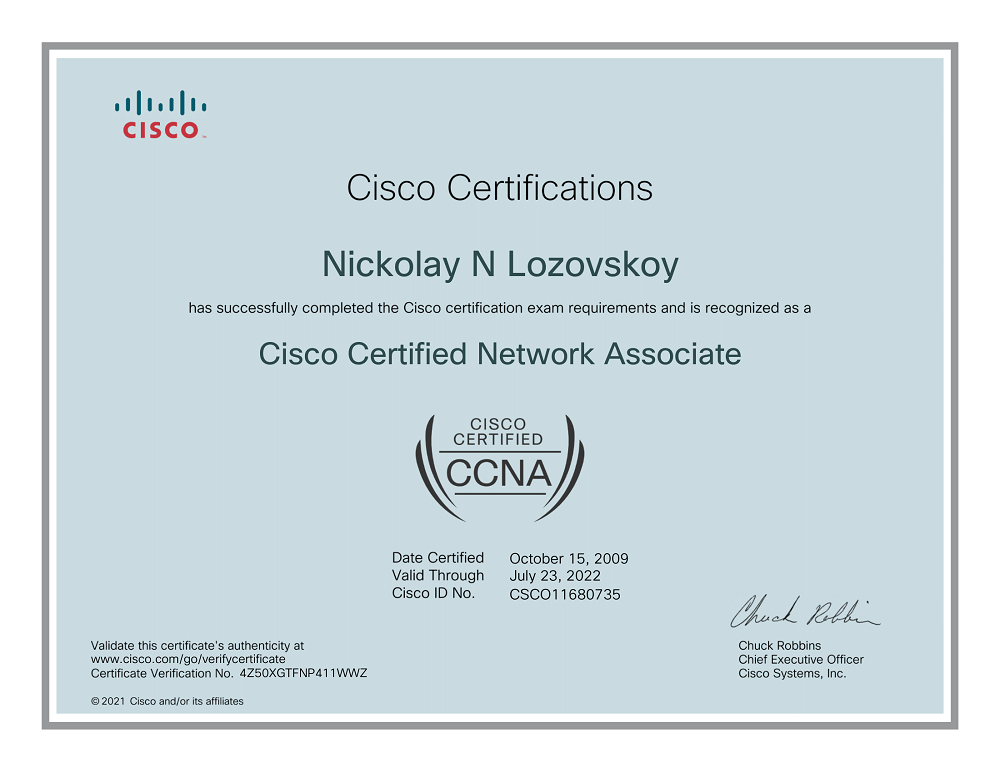 CISCO
Cisco Certifications
Nickolay N Lozovskoy
has successfully completed the Cisco certification exam requirements and is recognized as a
Cisco Certified Network Associate
CISCO
CERTIFIED
CCNA
Date Certified October 15, 2009
Valid Through July 23, 2022
Cisco ID No. CSCO11680735
Chuck Robbins
Validate this certificate's authenticity at
www.cisco.com/go/verifycertificate
Certificate Verification No. 4Z50XGTFNP411WWZ
© 2021 Cisco and/or its affiliates
Chuck Robbins
Chief Executive Officer
Cisco Systems, Inc.